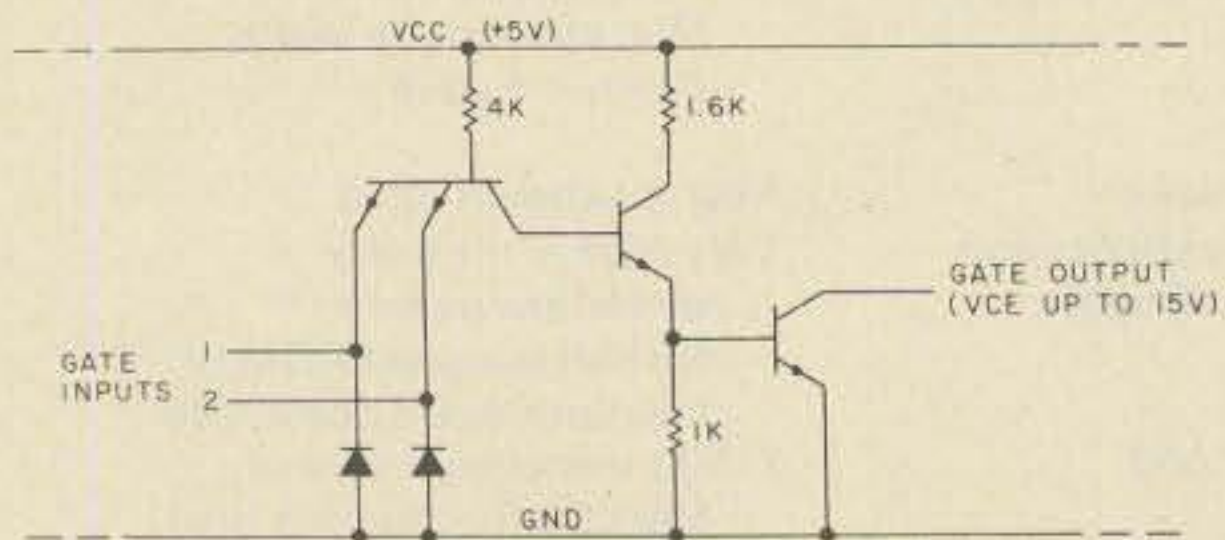 VCC (+5V)
4K
1.6K
GATE OUTPUT
(VCE UP TO 15V)
GATE
INPUTS
1
2
1K
GND